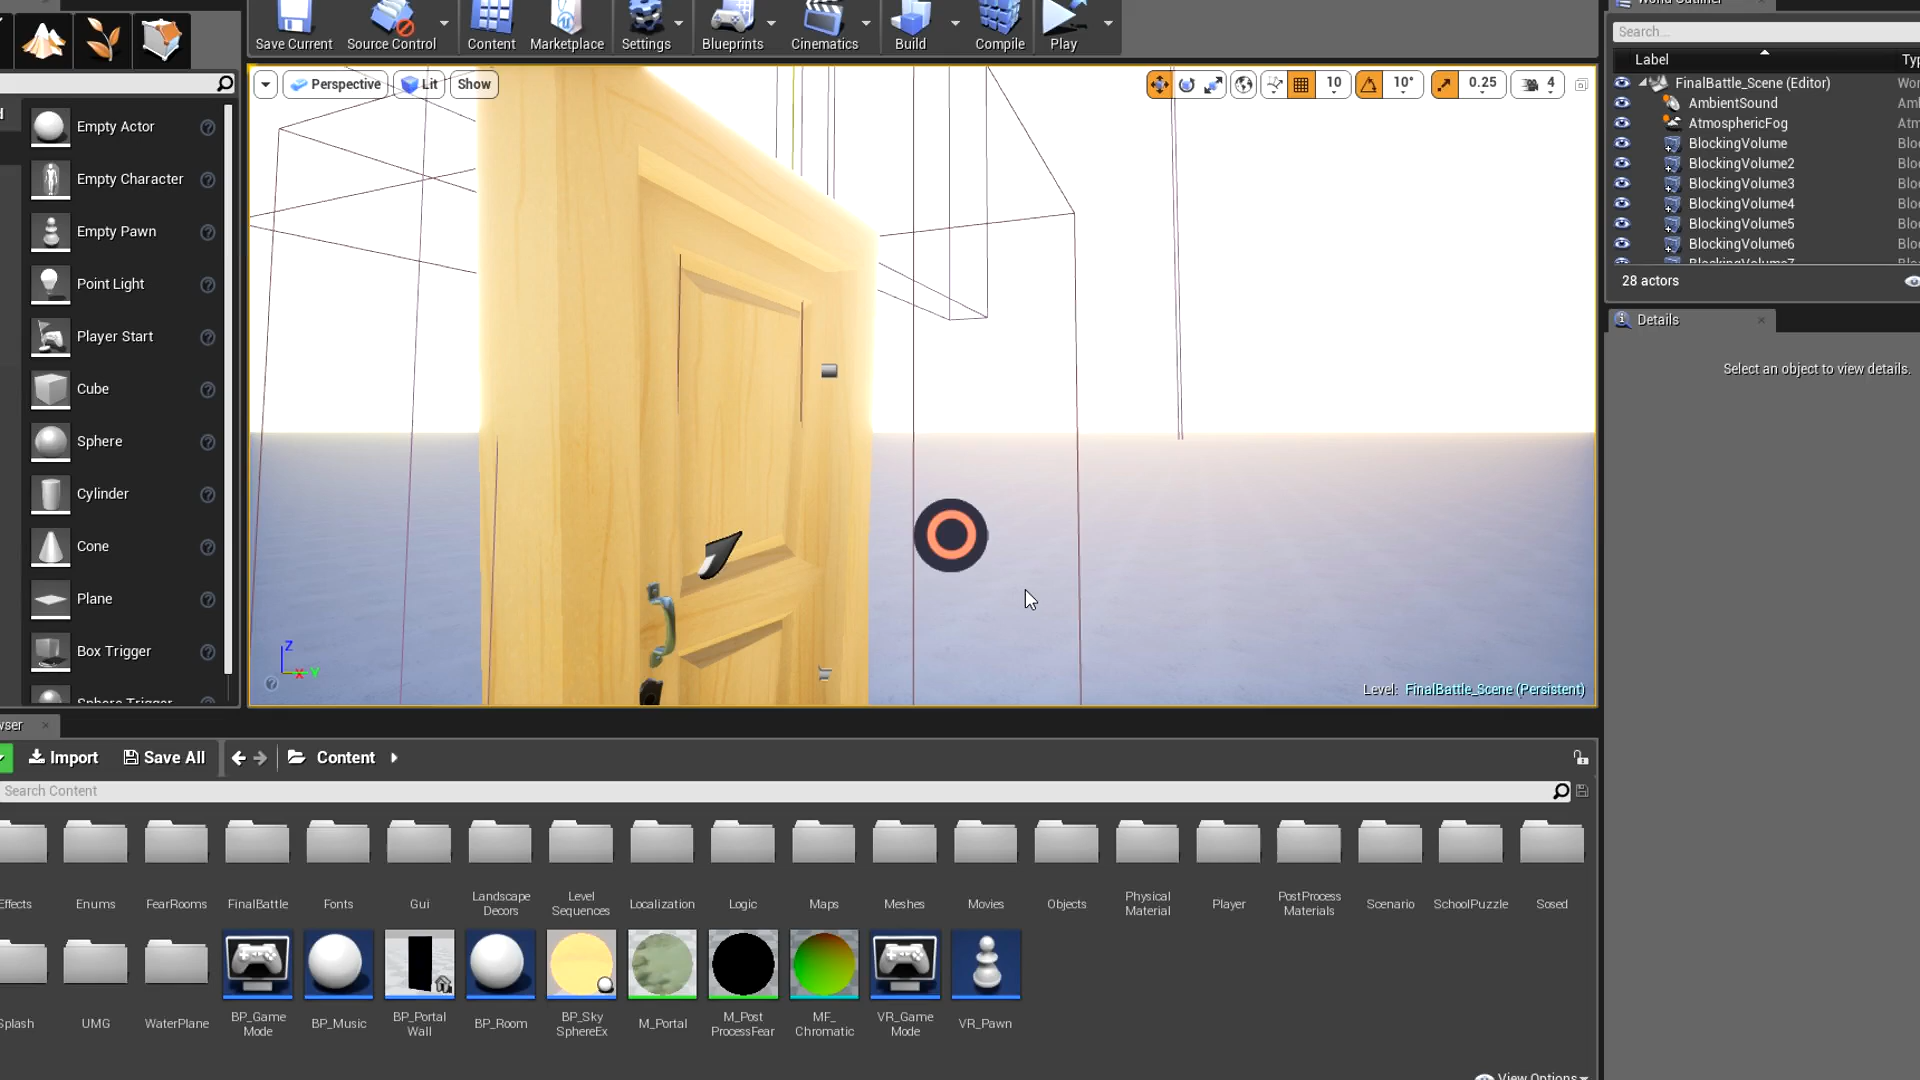 Save Current
Source Control
Content
Marketplace
Settings
Blueprints
Cinematics
Build
Compile
Play
World Outliner
Search...
Label
FinalBattle_Scene (Editor)
AmbientSound
AtmosphericFog
BlockingVolume
BlockingVolume2
BlockingVolume3
BlockingVolume4
BlockingVolume5
BlockingVolume6
BlockingVolume7
28 actors
Details
Select an object to view details.
Perspective
Lit
Show
10
10°
0.25
4
Empty Actor
Empty Character
Empty Pawn
Point Light
Player Start
Cube
Sphere
Cylinder
Cone
Plane
Box Trigger
Sphere Trigger
Z
X
Y
Level: FinalBattle_Scene (Persistent)
Import
Save All
Content
Search Content
Effects
Enums
FearRooms
FinalBattle
Fonts
Gui
Landscape
Decors
Level
Sequences
Localization
Logic
Maps
Meshes
Movies
Objects
Physical
Material
Player
PostProcess
Materials
Scenario
SchoolPuzzle
Sosed
Splash
UMG
WaterPlane
BP_Game
Mode
BP_Music
BP_Portal
Wall
BP_Room
BP_Sky
SphereEx
M_Portal
M_Post
ProcessFear
MF_
Chromatic
VR_Game
Mode
VR_Pawn
View Options